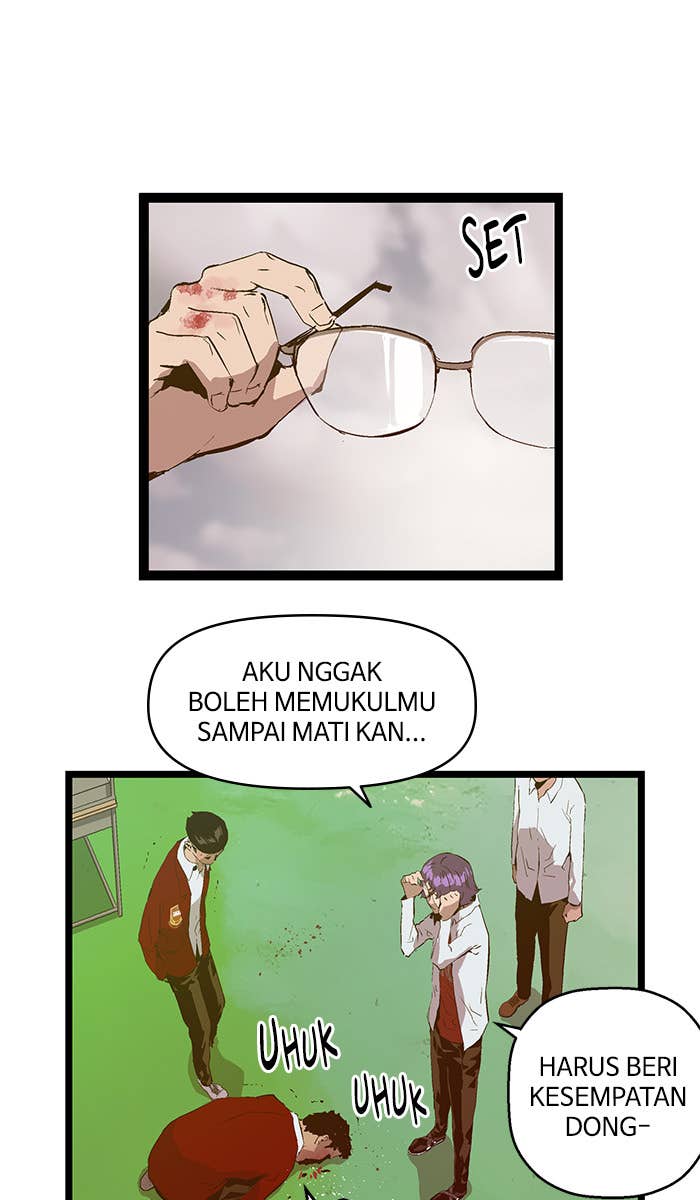 SET
AKU NGGAK
BOLEH MEMUKULMU
SAMPAI MATI KAN...
UHUK
UHUK
HARUS BERI
KESEMPATAN
DONG-